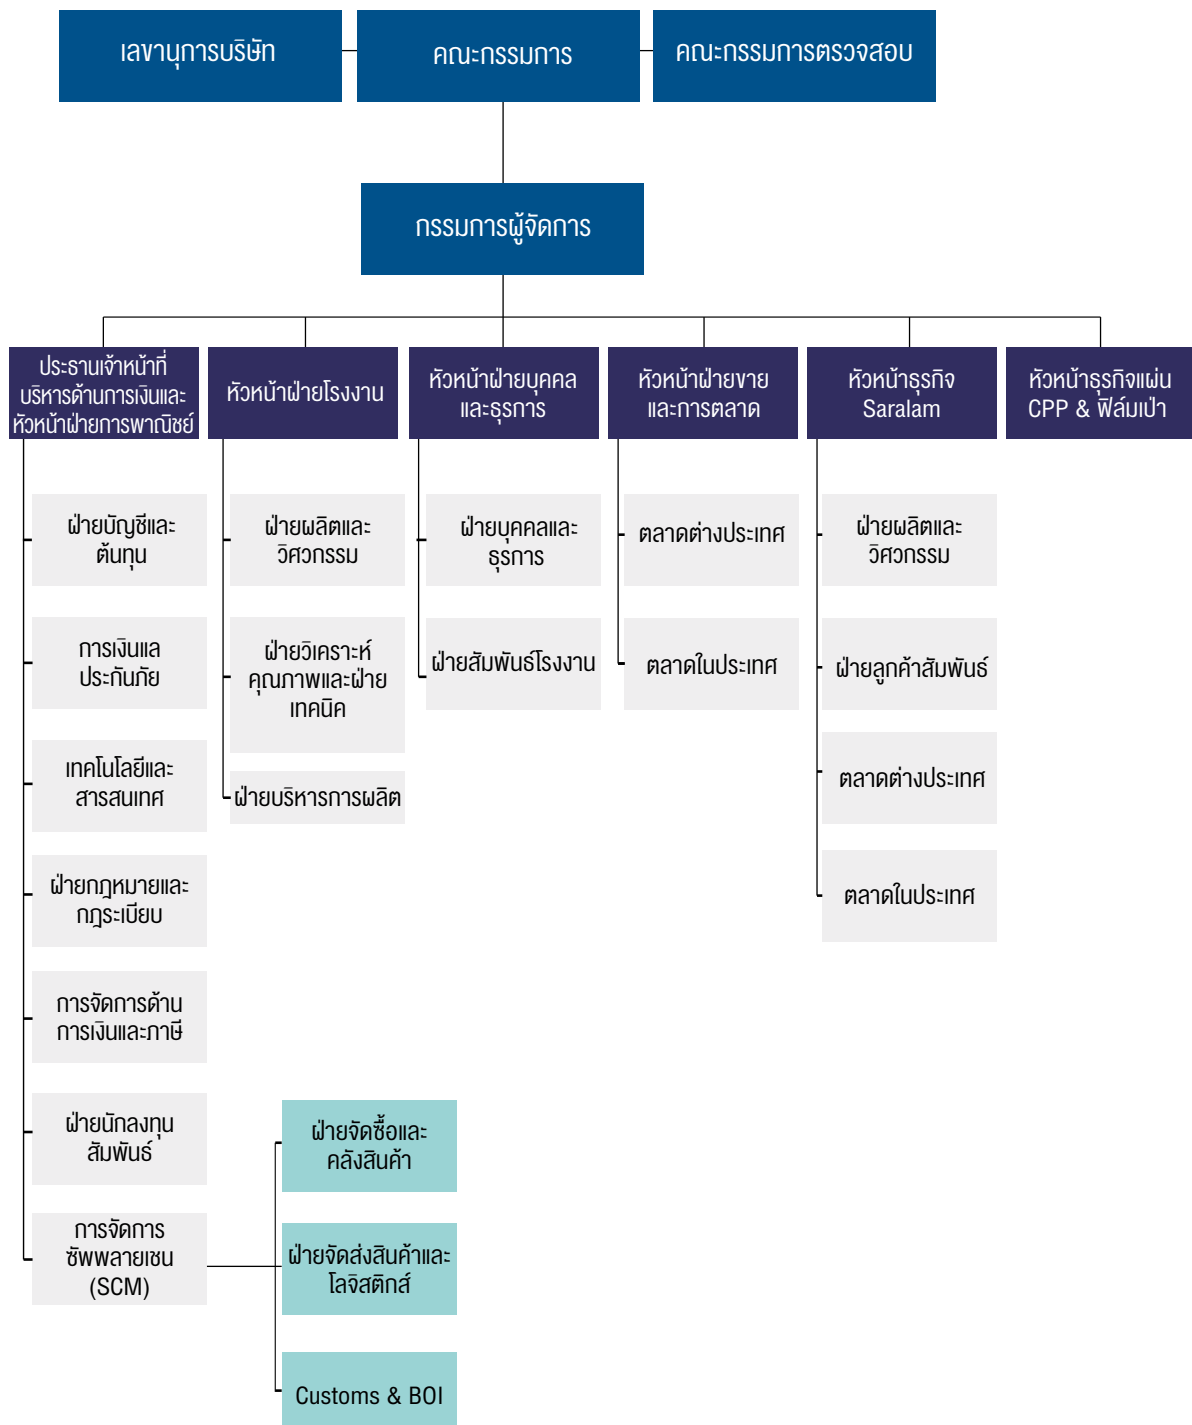 เลขานุการบริษัท
คณะกรรมการ
คณะกรรมการตรวจสอบ
กรรมการผู้จัดการ
ประธานเจ้าหน้าที่
บริหารด้านการเงินและ
หัวหน้าฝ่ายการพาณิชย์
หัวหน้าฝ่ายโรงงาน
หัวหน้าฝ่ายบุคคล
และธุรการ
หัวหน้าฝ่ายขาย
และการตลาด
หัวหน้าธุรกิจ
Saralam
หัวหน้าธุรกิจแผ่น
CPP & ฟิล์มเป่า
ฝ่ายบัญชีและ
ต้นทุน
การเงินแล
ประกันภัย
เทคโนโลยีและ
สารสนเทศ
ฝ่ายกฎหมายและ
กฎระเบียบ
การจัดการด้าน
การเงินและภาษี
ฝ่ายนักลงทุน
สัมพันธ์
การจัดการ
ซัพพลายเชน
(SCM)
ฝ่ายจัดซื้อและ
คลังสินค้า
ฝ่ายจัดส่งสินค้าและ
โลจิสติกส์
Customs & BOI
ฝ่ายผลิตและ
วิศวกรรม
ฝ่ายวิเคราะห์
คุณภาพและฝ่าย
เทคนิค
ฝ่ายบริหารการผลิต
ฝ่ายบุคคลและ
ธุรการ
ฝ่ายสัมพันธ์โรงงาน
ตลาดต่างประเทศ
ตลาดในประเทศ
ฝ่ายผลิตและ
วิศวกรรม
ฝ่ายลูกค้าสัมพันธ์
ตลาดต่างประเทศ
ตลาดในประเทศ